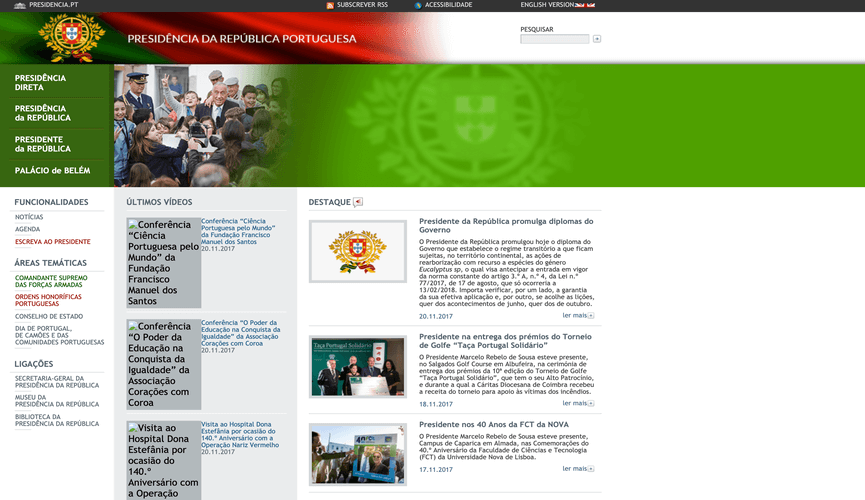 PRESIDENCIA.PT
SUBSCREVER RSS
ACESSIBILIDADE
ENGLISH VERSION
PRESIDÊNCIA DA REPÚBLICA PORTUGUESA
PESQUISAR
PRESIDÊNCIA
DIRETA
PRESIDÊNCIA
da REPÚBLICA
PRESIDENTE
da REPÚBLICA
PALÁCIO de BELÉM
FUNCIONALIDADES
NOTÍCIAS
AGENDA
ESCREVA AO PRESIDENTE
ÁREAS TEMÁTICAS
COMANDANTE SUPREMO
DAS FORÇAS ARMADAS
ORDENS HONORÍFICAS
PORTUGUESAS
CONSELHO DE ESTADO
DIA DE PORTUGAL,
DE CAMÕES E DAS
COMUNIDADES PORTUGUESAS
LIGAÇÕES
SECRETARIA-GERAL DA
PRESIDÊNCIA DA REPÚBLICA
MUSEU DA
PRESIDÊNCIA DA REPÚBLICA
BIBLIOTECA DA
PRESIDÊNCIA DA REPÚBLICA
ÚLTIMOS VÍDEOS
Conferência
“Ciência
Portuguesa pelo
Mundo” da
Fundação
Francisco
Manuel dos
Santos
Conferência “Ciência
Portuguesa pelo Mundo”
da Fundação Francisco
Manuel dos Santos
20.11.2017
Conferência
“O Poder da
Educação na
Conquista da
Igualdade” da
Associação
Corações com
Coroa
Conferência “O Poder da
Educação na Conquista da
Igualdade” da Associação
Corações com Coroa
20.11.2017
Visita ao
Hospital Dona
Estefânia por
ocasião do
140.º
Aniversário
com a Operação
Visita ao Hospital Dona
Estefânia por ocasião do
140.º Aniversário com a
Operação Nariz Vermelho
20.11.2017
DESTAQUE
Presidente da República promulga diplomas do
Governo
O Presidente da República promulgou hoje o diploma do
Governo que estabelece o regime transitório a que ficam
sujeitas, no território continental, as ações de
rearborização com recurso a espécies do género
Eucalyptus sp, o qual visa antecipar a entrada em vigor
da norma constante do artigo 3.º A, n.º 4, da Lei n.º
77/2017, de 17 de agosto, que só ocorreria a
13/02/2018. Importa verificar, por um lado, a garantia
da sua efetiva aplicação e, por outro, se acolhe as lições,
quer dos acontecimentos de junho, quer dos de outubro.
20.11.2017
ler mais
Presidente na entrega dos prémios do Torneio
de Golfe “Taça Portugal Solidário”
O Presidente Marcelo Rebelo de Sousa esteve presente,
no Salgados Golf Course em Albufeira, na cerimónia de
entrega dos prémios da 10ª edição do Torneio de Golfe
“Taça Portugal Solidário”, que tem o seu Alto Patrocínio,
e durante a qual a Cáritas Diocesana de Coimbra recebeu
a receita do torneio para apoio às vítimas dos incêndios.
Taça Portugal Solidário
18.11.2017
ler mais
Presidente nos 40 Anos da FCT da NOVA
O Presidente Marcelo Rebelo de Sousa esteve presente,
Campus de Caparica em Almada, nas Comemorações do
40.º Aniversário da Faculdade de Ciências e Tecnologia
(FCT) da Universidade Nova de Lisboa.
17.11.2017
ler mais